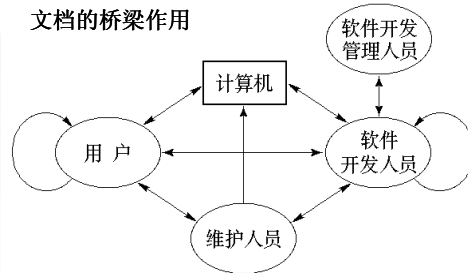 文档的桥梁作用
软件开发
管理人员
计算机
用户
软件
开发人员
维护人员